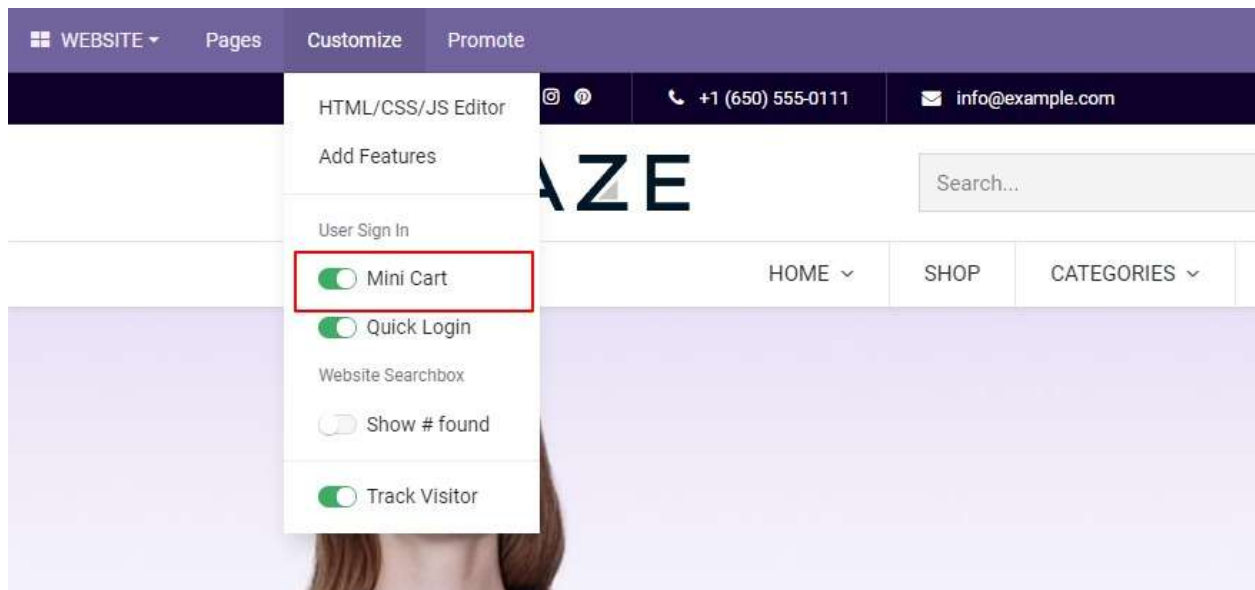 WEBSITE Pages Customize Promote
HTML/CSS/JS Editor
+1 (650) 555-0111 info@example.com
Add Features
AZE
Search...
User Sign In
Mini Cart
HOME SHOP CATEGORIES
Quick Login
Website Searchbox
Show # found
Track Visitor